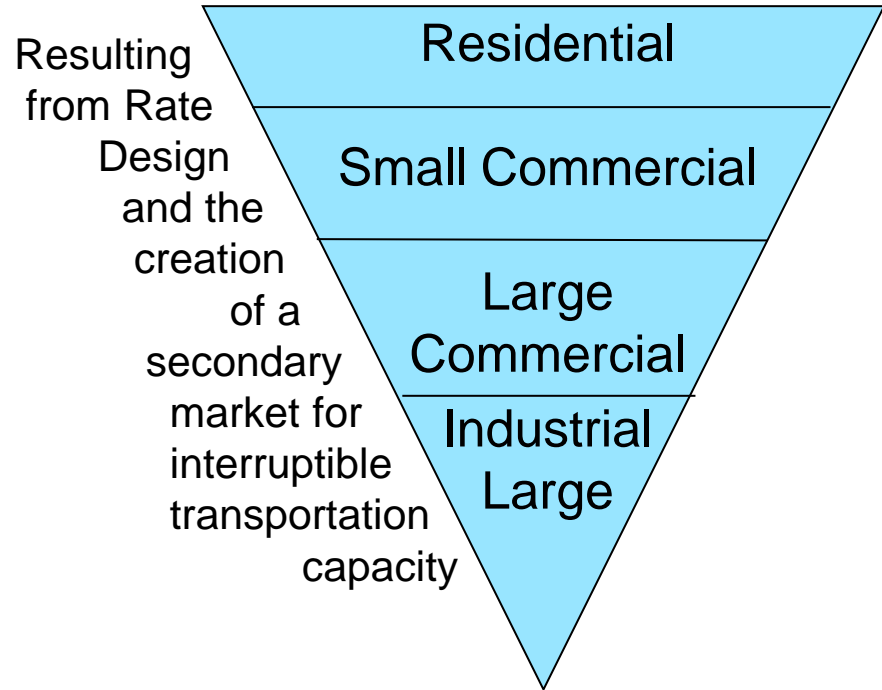 Resulting
from Rate
Design
and the
creation
of a
secondary
market for
interruptible
transportation
capacity
Residential
Small Commercial
Large
Commercial
Industrial
Large